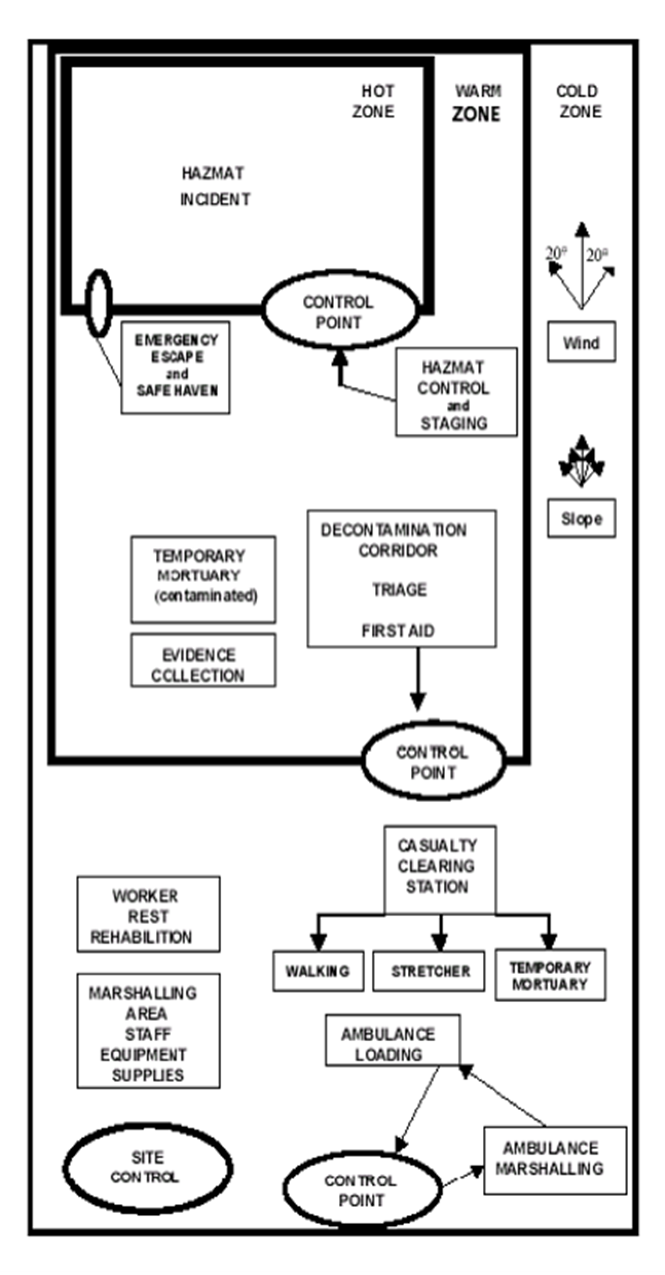 HOT
ZONE
WARM
ZONE
COLD
ZONE
HAZMAT
INCIDENT
20°
20°
Wind
CONTROL
POINT
EMERGENCY
ESCAPE
and
SAFE HAVEN
HAZMAT
CONTROL
and
STAGING
Slope
DECONTAMINATION
CORRIDOR
TRIAGE
FIRST AID
TEMPORARY
MORTUARY
(contaminated)
EVIDENCE
COLLECTION
CONTROL
POINT
CASUALTY
CLEARING
STATION
WORKER
REST
REHABILITION
WALKING
STRETCHER
TEMPORARY
MORTUARY
MARSHALLING
AREA
STAFF
EQUIPMENT
SUPPLIES
AMBULANCE
LOADING
SITE
CONTROL
CONTROL
POINT
AMBULANCE
MARSHALLING